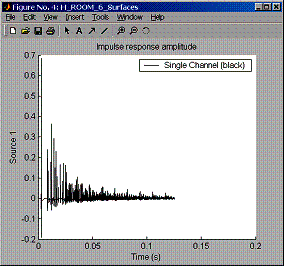 Figure No. 4: H_ROOM_6_Surfaces
File Edit View Insert Tools Window Help
Impulse response amplitude
Single Channel (black)
Source 1
0.7
0.6
0.5
0.4
0.3
0.2
0.1
0
-0.1
-0.2
0
0.05
0.1
0.15
0.2
Time (s)